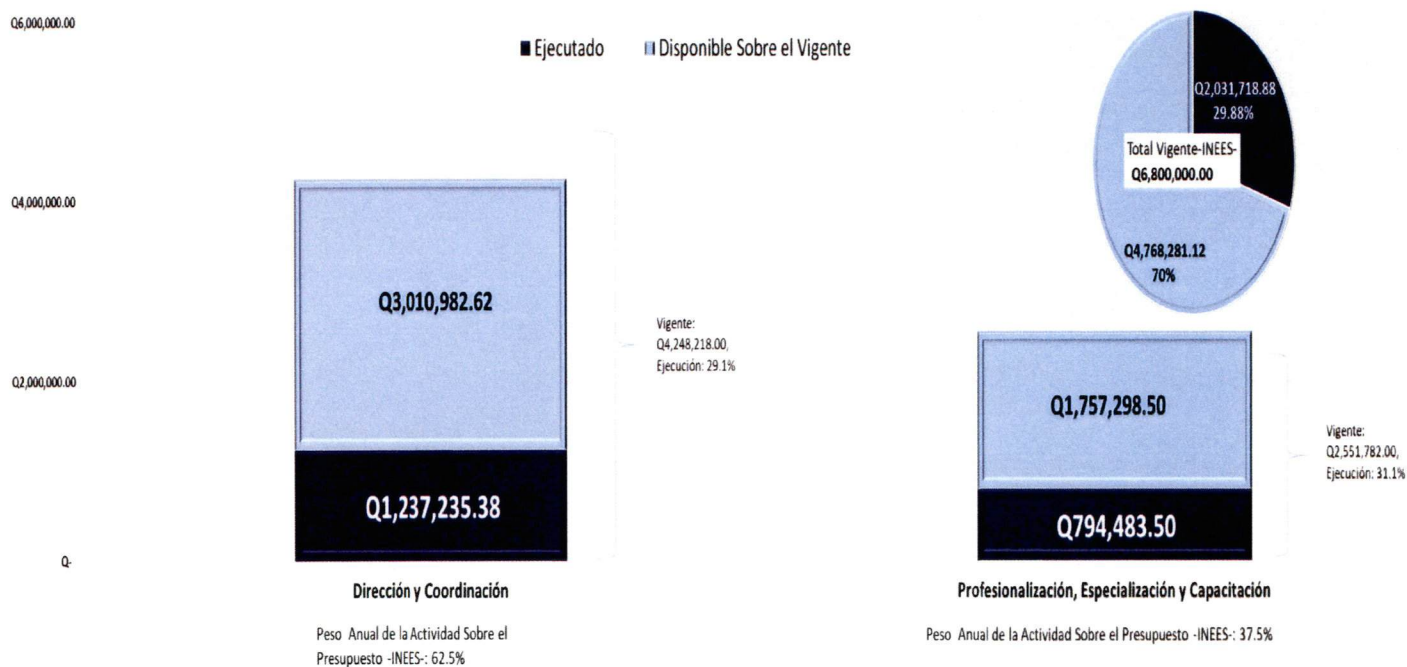 Q6,000,000.00
Ejecutado
Disponible Sobre el Vigente
Q2,031,718.88
29.88%
Total Vigente-INEES-
Q6,800,000.00
Q4,768,281.12
70%
Q4,000,000.00
Q2,000,000.00
Q-
Q3,010,982.62
Q1,237,235.38
Vigente:
Q4,248,218.00,
Ejecución: 29.1%
Q1,757,298.50
Q794,483.50
Vigente:
Q2,551,782.00,
Ejecución: 31.1%
Dirección y Coordinación
Peso Anual de la Actividad Sobre el
Presupuesto -INEES-: 62.5%
Profesionalización, Especialización y Capacitación
Peso Anual de la Actividad Sobre el Presupuesto -INEES-: 37.5%